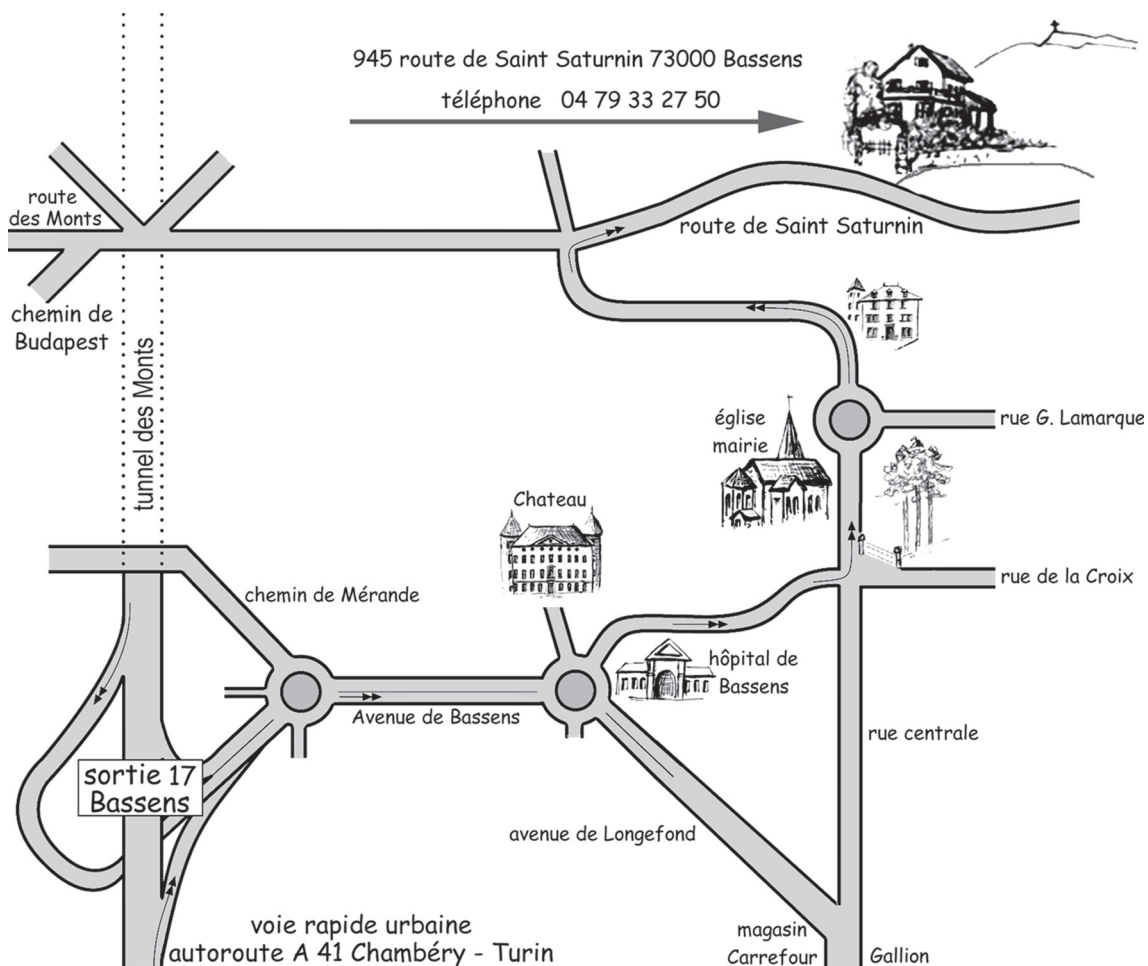 945 route de Saint Saturnin 73000 Bassens
téléphone 04 79 33 27 50
route
des Monts
route de Saint Saturnin
chemin de
Budapest
tunnel des Monts
église
mairie
rue G. Lamarque
Chateau
chemin de Mérande
rue de la Croix
hôpital de
Bassens
Avenue de Bassens
rue centrale
sortie 17
Bassens
avenue de Longefond
voie rapide urbaine
autoroute A 41 Chambéry - Turin
magasin
Carrefour
Gallion